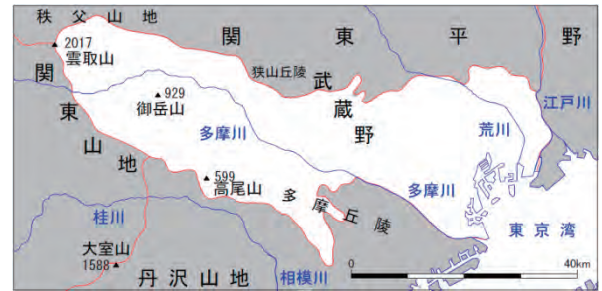 秩父山地
2017
雲取山
関東平野
関東山地
狭山丘陵
武蔵野
929
御岳山
多摩川
荒川
江戸川
599
高尾山
多摩丘陵
多摩川
東京湾
桂川
大室山
1588
丹沢山地
相模川
0 40km